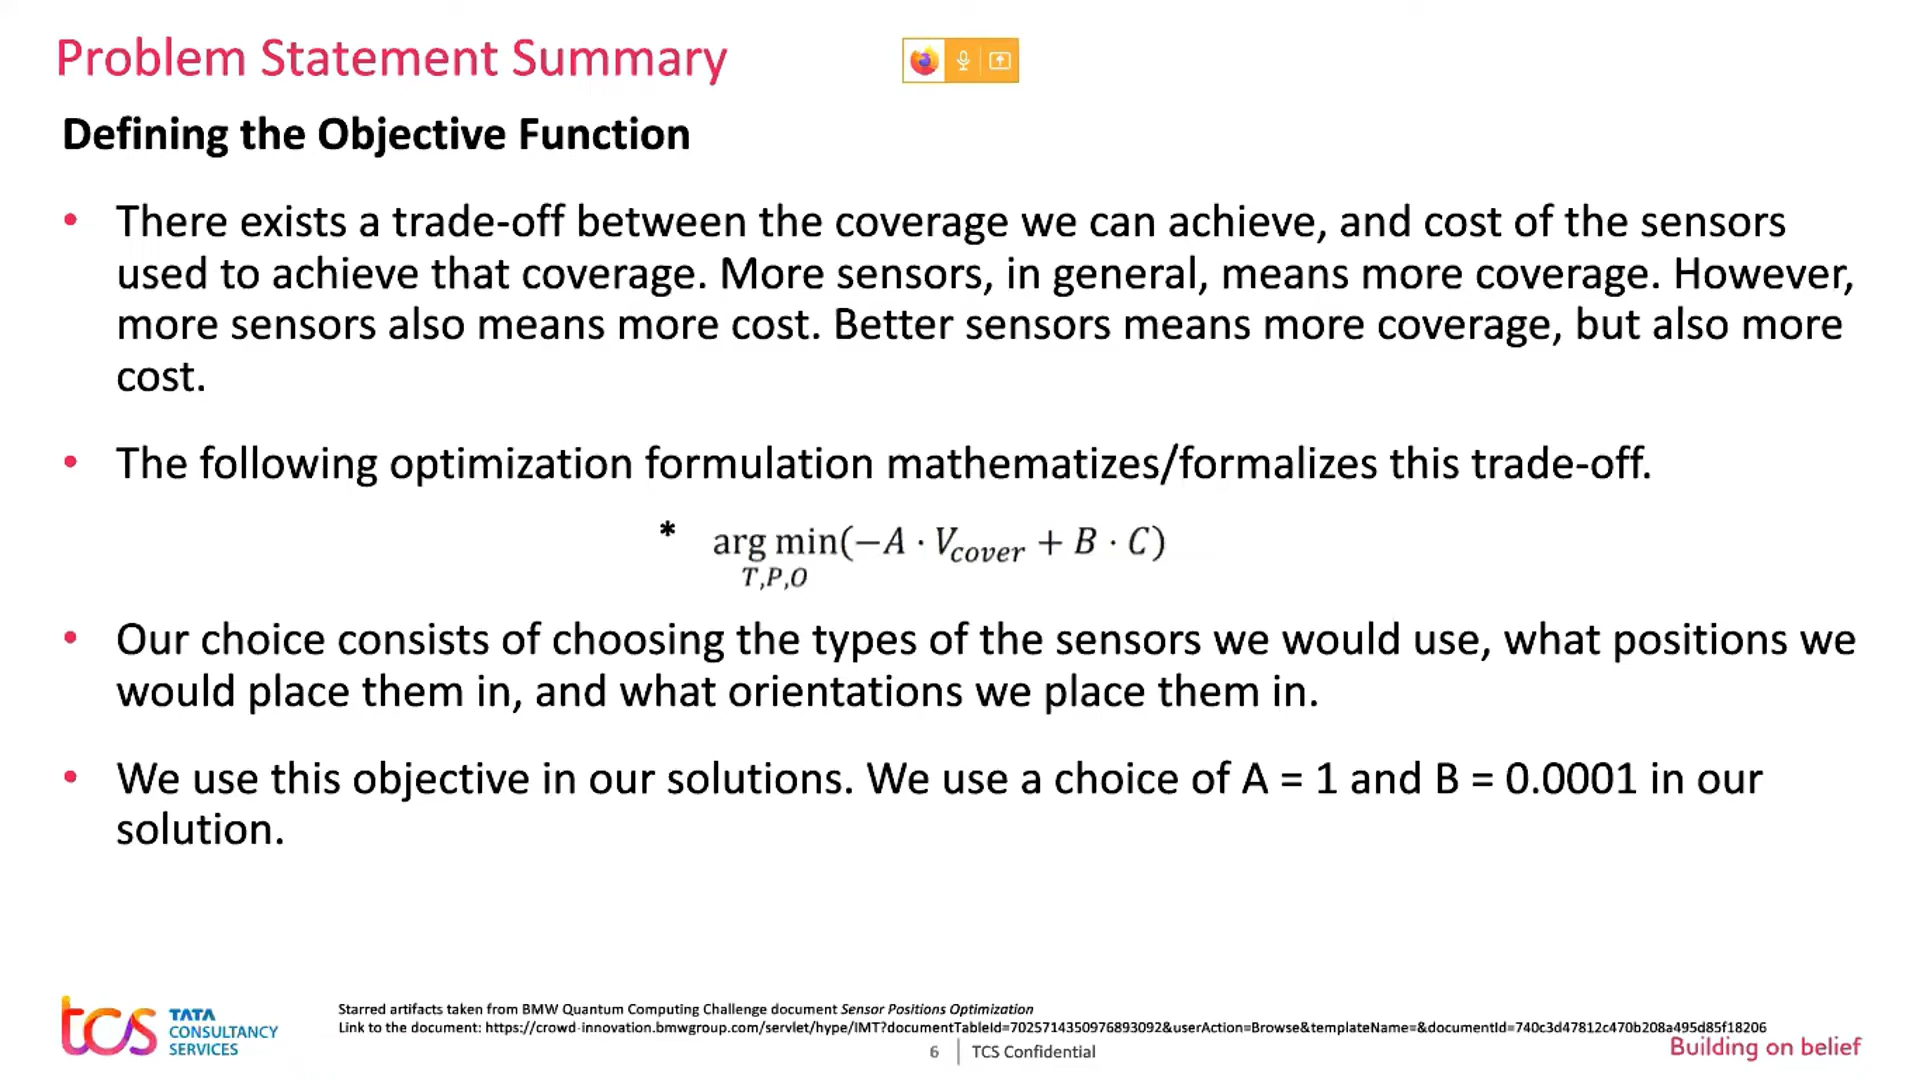 Problem Statement Summary
Defining the Objective Function
• There exists a trade-off between the coverage we can achieve, and cost of the sensors
used to achieve that coverage. More sensors, in general, means more coverage. However,
more sensors also means more cost. Better sensors means more coverage, but also more
cost.
• The following optimization formulation mathematizes/formalizes this trade-off.
* arg min(−A · V_cover + B · C)
T,P,O
• Our choice consists of choosing the types of the sensors we would use, what positions we
would place them in, and what orientations we place them in.
• We use this objective in our solutions. We use a choice of A = 1 and B = 0.0001 in our
solution.
tcs TATA
CONSULTANCY
SERVICES
Starred artifacts taken from BMW Quantum Computing Challenge document Sensor Positions Optimization
Link to the document: https://crowd-innovation.bmwgroup.com/servlet/hype/IMT?documentTableId=7025714350976893092&userAction=Browse&templateName=&documentId=740c3d47812c470b208a495d85f18206
6 | TCS Confidential
Building on belief